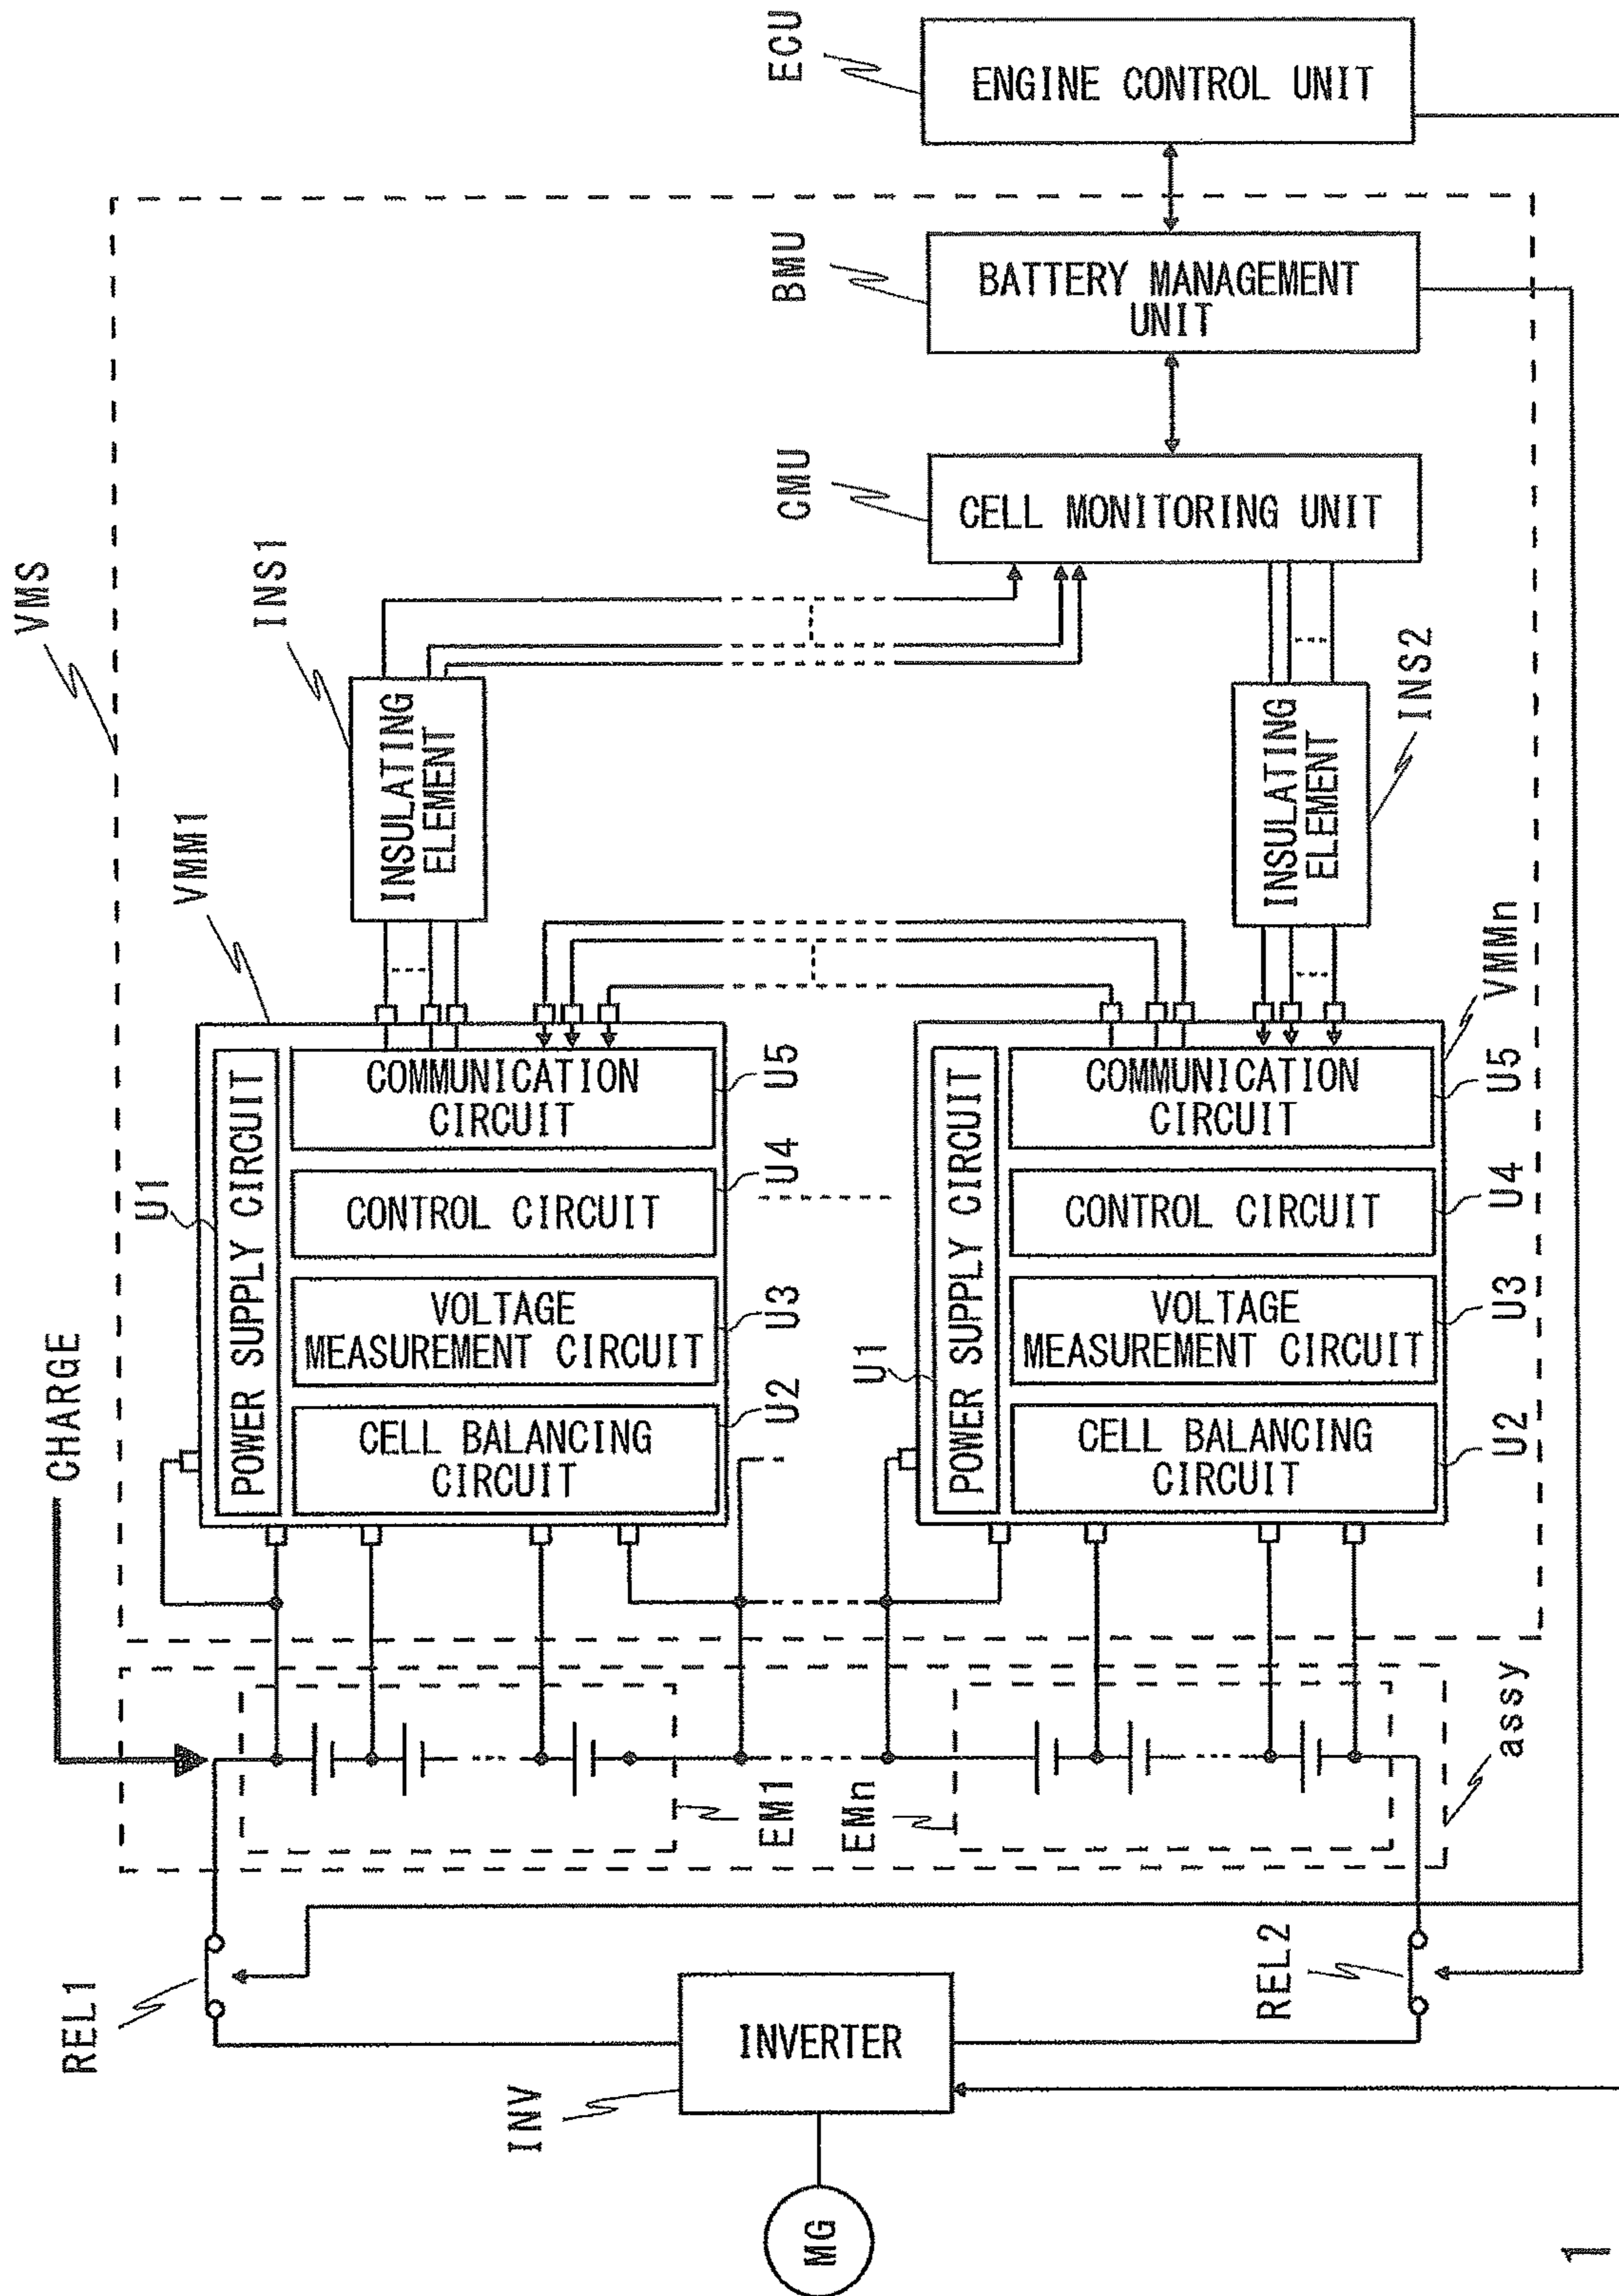 VMS
CHARGE
VMM1
INS1
INSULATING
ELEMENT
ECU
ENGINE CONTROL UNIT
BMU
BATTERY MANAGEMENT
UNIT
CMU
CELL MONITORING UNIT
U1
POWER SUPPLY CIRCUIT
COMMUNICATION
CIRCUIT
U5
CONTROL CIRCUIT
U4
VOLTAGE
MEASUREMENT CIRCUIT
U3
CELL BALANCING
CIRCUIT
U2
INSULATING
ELEMENT
INS2
VMMn
U1
POWER SUPPLY CIRCUIT
COMMUNICATION
CIRCUIT
U5
CONTROL CIRCUIT
U4
VOLTAGE
MEASUREMENT CIRCUIT
U3
CELL BALANCING
CIRCUIT
U2
EM1
EMn
assy
REL1
REL2
INVERTER
INV
MG
1